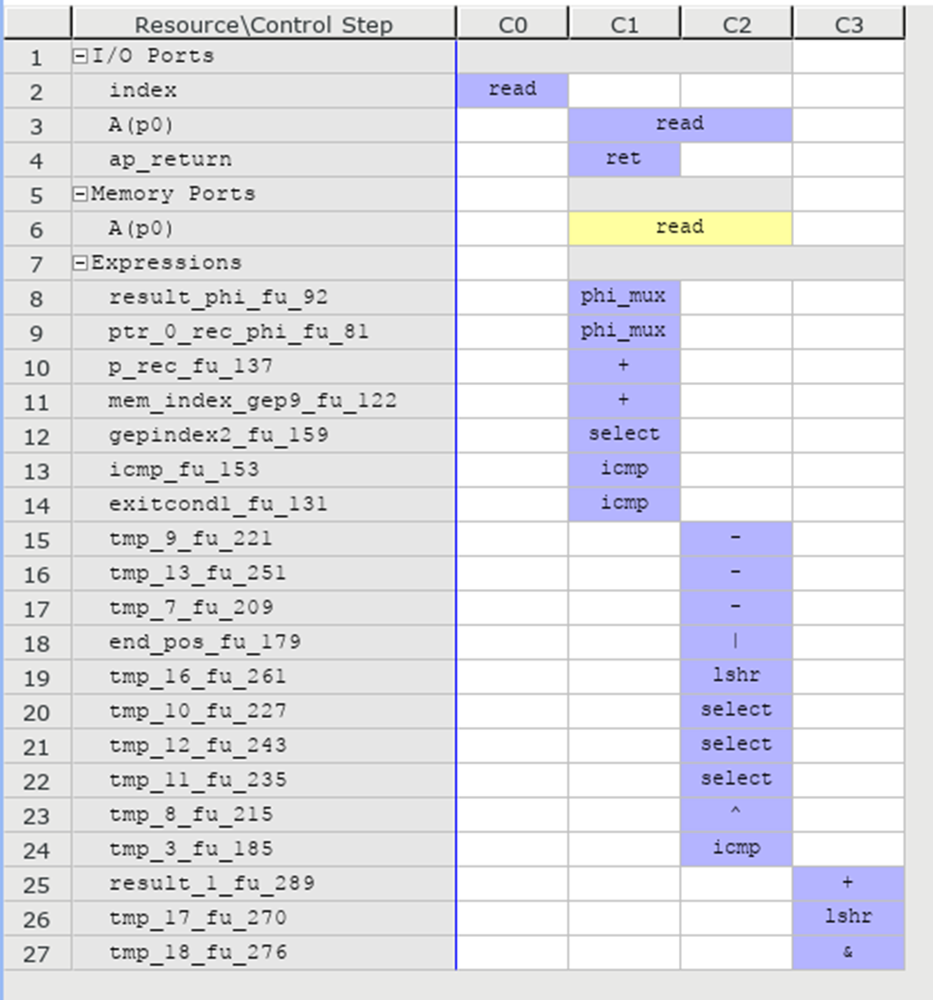 Resource\Control Step C0 C1 C2 C3
1 I/O Ports
2 index read
3 A(p0) read
4 ap_return ret
5 Memory Ports
6 A(p0) read
7 Expressions
8 result_phi_fu_92 phi_mux
9 ptr_0_rec_phi_fu_81 phi_mux
10 p_rec_fu_137 +
11 mem_index_gep9_fu_122 +
12 gepindex2_fu_159 select
13 icmp_fu_153 icmp
14 exitcond1_fu_131 icmp
15 tmp_9_fu_221 -
16 tmp_13_fu_251 -
17 tmp_7_fu_209 -
18 end_pos_fu_179 |
19 tmp_16_fu_261 lshr
20 tmp_10_fu_227 select
21 tmp_12_fu_243 select
22 tmp_11_fu_235 select
23 tmp_8_fu_215 ^
24 tmp_3_fu_185 icmp
25 result_1_fu_289 +
26 tmp_17_fu_270 lshr
27 tmp_18_fu_276 &